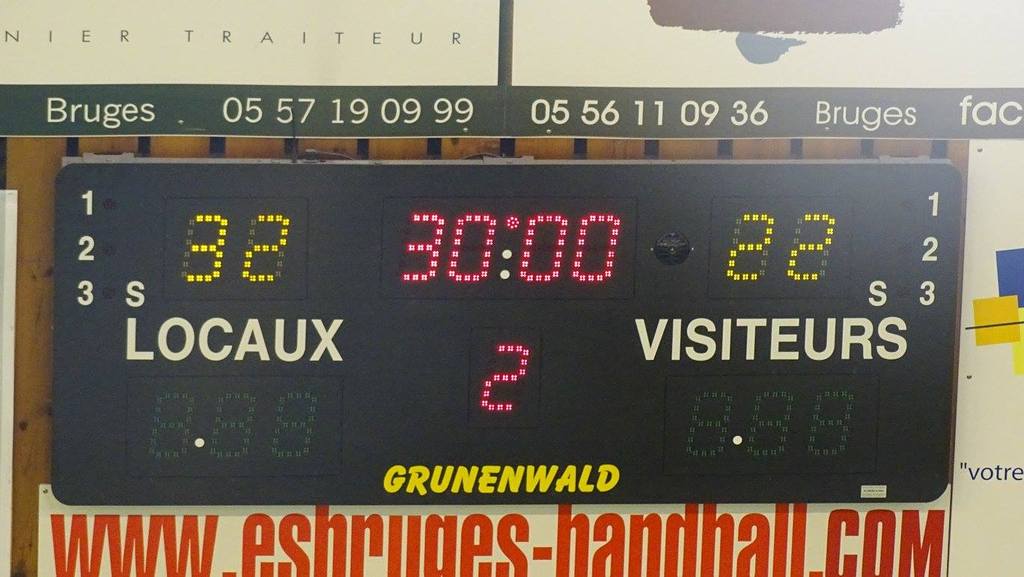 NIER TRAITEUR
Bruges 05 57 19 09 99 05 56 11 09 36 Bruges fac
1 32 30:00 22 1
2 2
3 S S 3
LOCAUX VISITEURS
2
GRUNENWALD
"votre
www.esbruges-handball.com